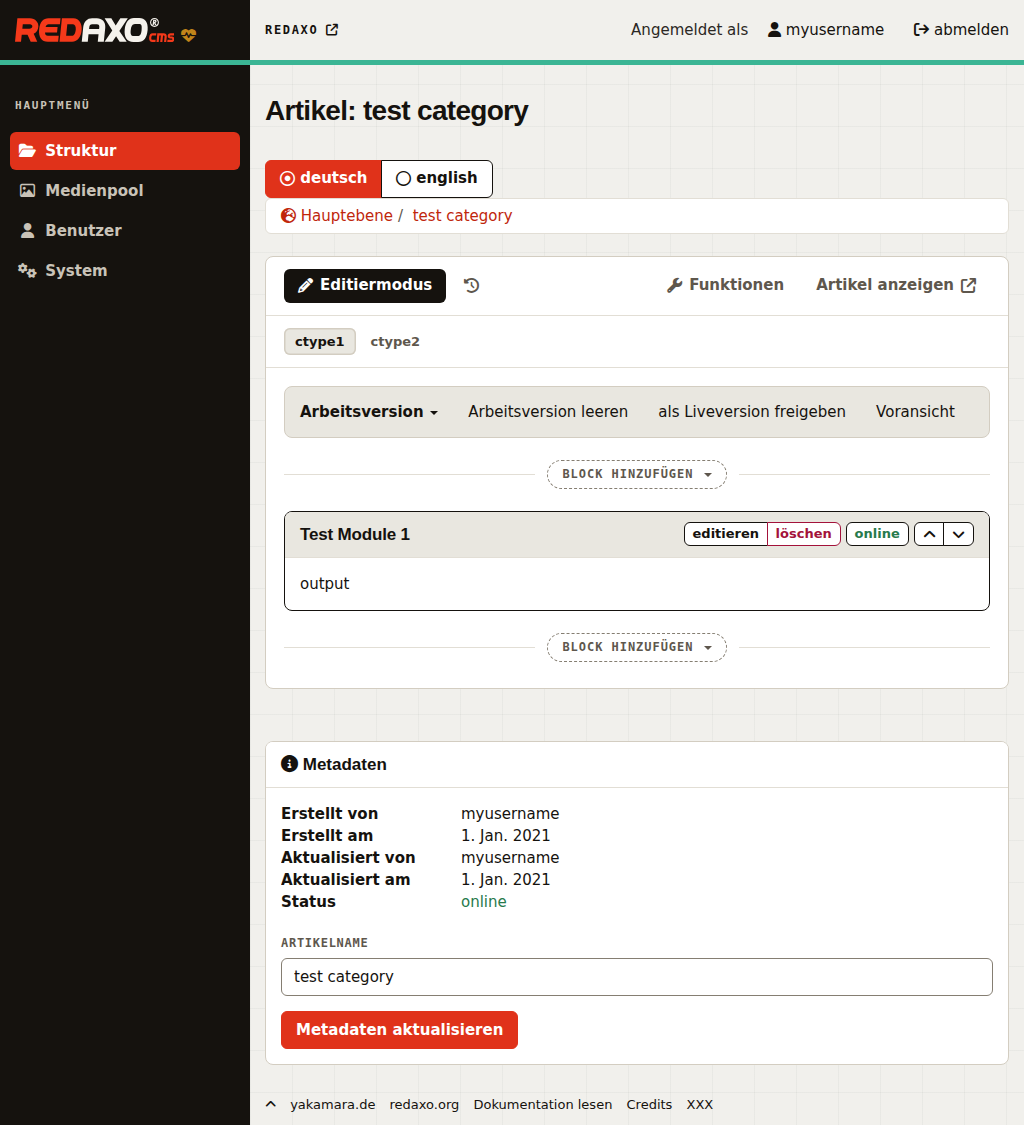 REDAXO® cms
REDAXO
Angemeldet als myusername abmelden
HAUPTMENÜ
Struktur
Medienpool
Benutzer
System
Artikel: test category
deutsch english
Hauptebene / test category
Editiermodus Funktionen Artikel anzeigen
ctype1 ctype2
Arbeitsversion Arbeitsversion leeren als Liveversion freigeben Voransicht
BLOCK HINZUFÜGEN
Test Module 1 editieren löschen online
output
BLOCK HINZUFÜGEN
Metadaten
Erstellt von myusername
Erstellt am 1. Jan. 2021
Aktualisiert von myusername
Aktualisiert am 1. Jan. 2021
Status online
ARTIKELNAME
test category
Metadaten aktualisieren
yakamara.de redaxo.org Dokumentation lesen Credits XXX